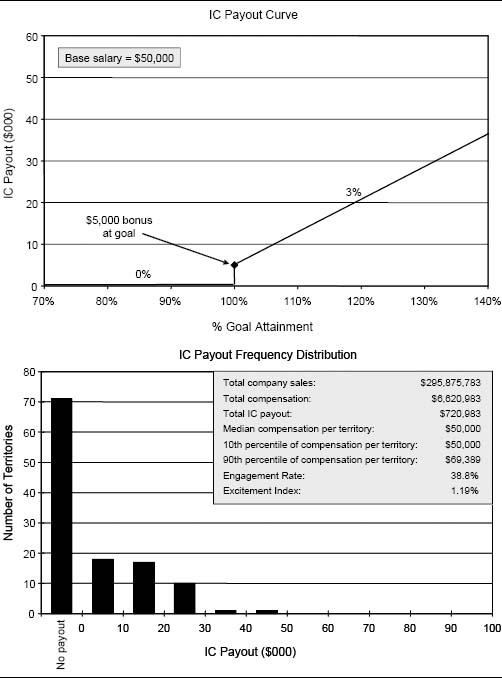 IC Payout Curve
60
50
40
30
20
10
0
IC Payout ($000)
Base salary = $50,000
$5,000 bonus
at goal
0%
3%
70% 80% 90% 100% 110% 120% 130% 140%
% Goal Attainment
IC Payout Frequency Distribution
80
70
60
50
40
30
20
10
0
Number of Territories
Total company sales: $295,875,783
Total compensation: $6,620,983
Total IC payout: $720,983
Median compensation per territory: $50,000
10th percentile of compensation per territory: $50,000
90th percentile of compensation per territory: $69,389
Engagement Rate: 38.8%
Excitement Index: 1.19%
No payout 0 10 20 30 40 50 60 70 80 90 100
IC Payout ($000)